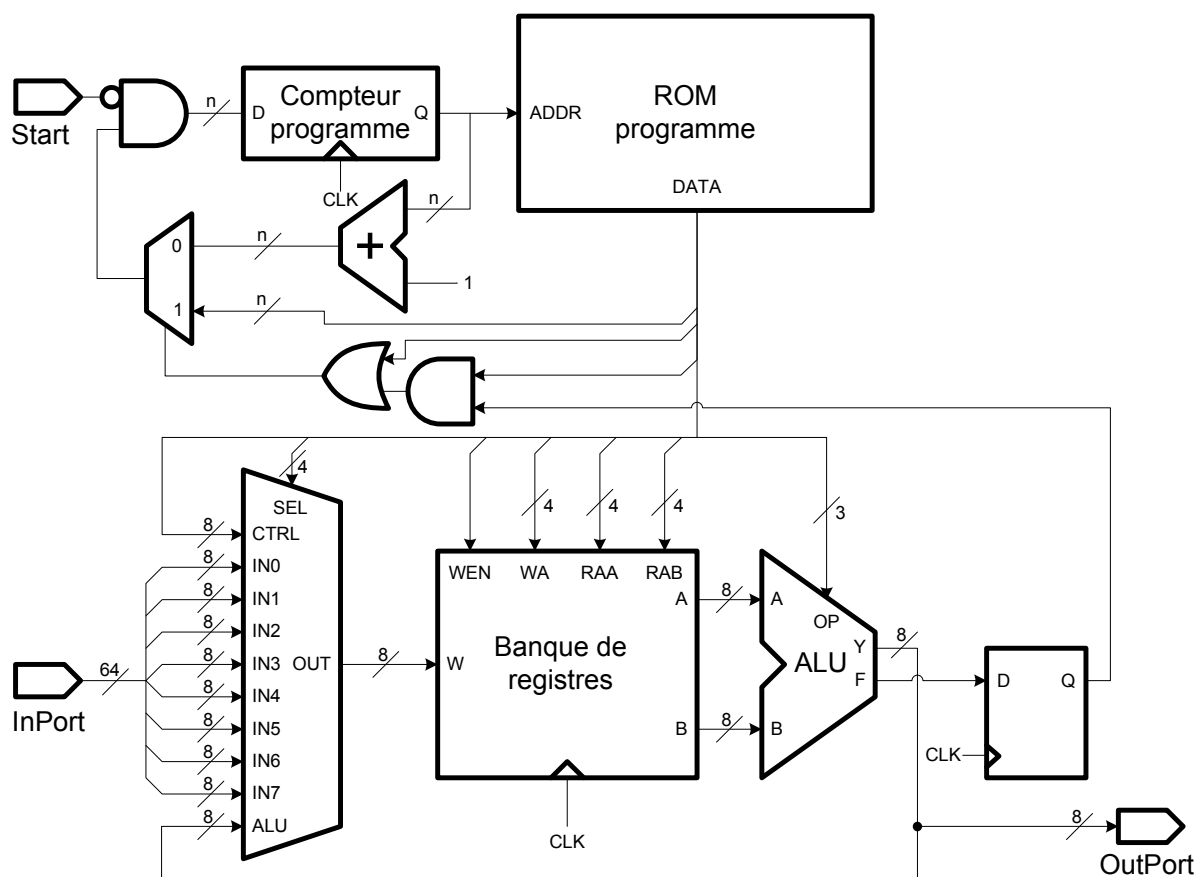 Start
n
D
Compteur
programme
Q
CLK
ADDR
ROM
programme
DATA
n
0
n
+
1
1
n
4
SEL
8
CTRL
8
IN0
8
IN1
8
IN2
8
IN3
8
IN4
8
IN5
8
IN6
8
IN7
8
ALU
OUT
64
InPort
8
W
4
4
4
WEN
WA
RAA
RAB
A
B
Banque de
registres
CLK
8
8
3
A
B
OP
ALU
Y
F
8
D
Q
CLK
8
OutPort